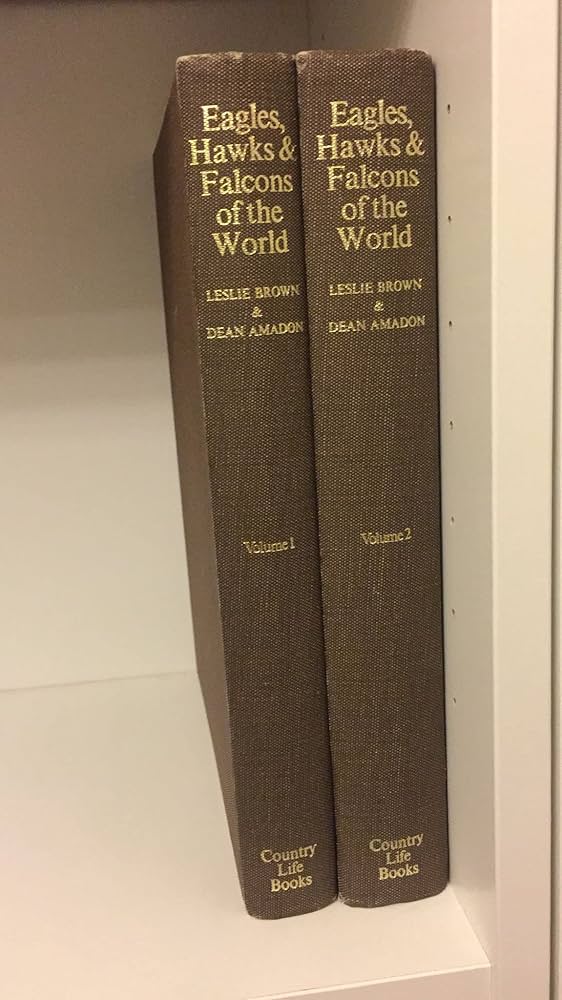 Eagles,
Hawks &
Falcons
of the
World
LESLIE BROWN
&
DEAN AMADON
Volume 1
Country
Life
Books
Eagles,
Hawks &
Falcons
of the
World
LESLIE BROWN
&
DEAN AMADON
Volume 2
Country
Life
Books